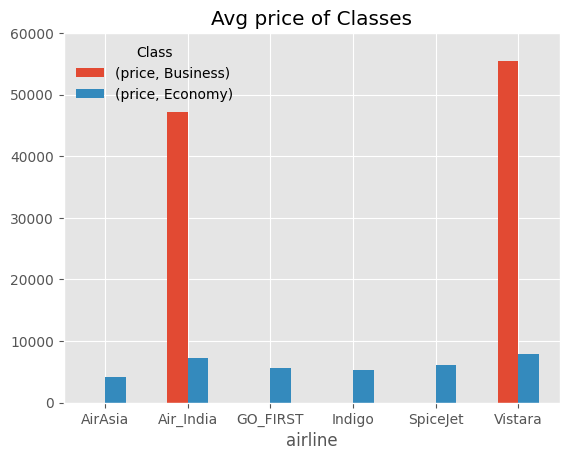 Avg price of Classes
Class
(price, Business)
(price, Economy)
60000
50000
40000
30000
20000
10000
0
AirAsia Air_India GO_FIRST Indigo SpiceJet Vistara
airline